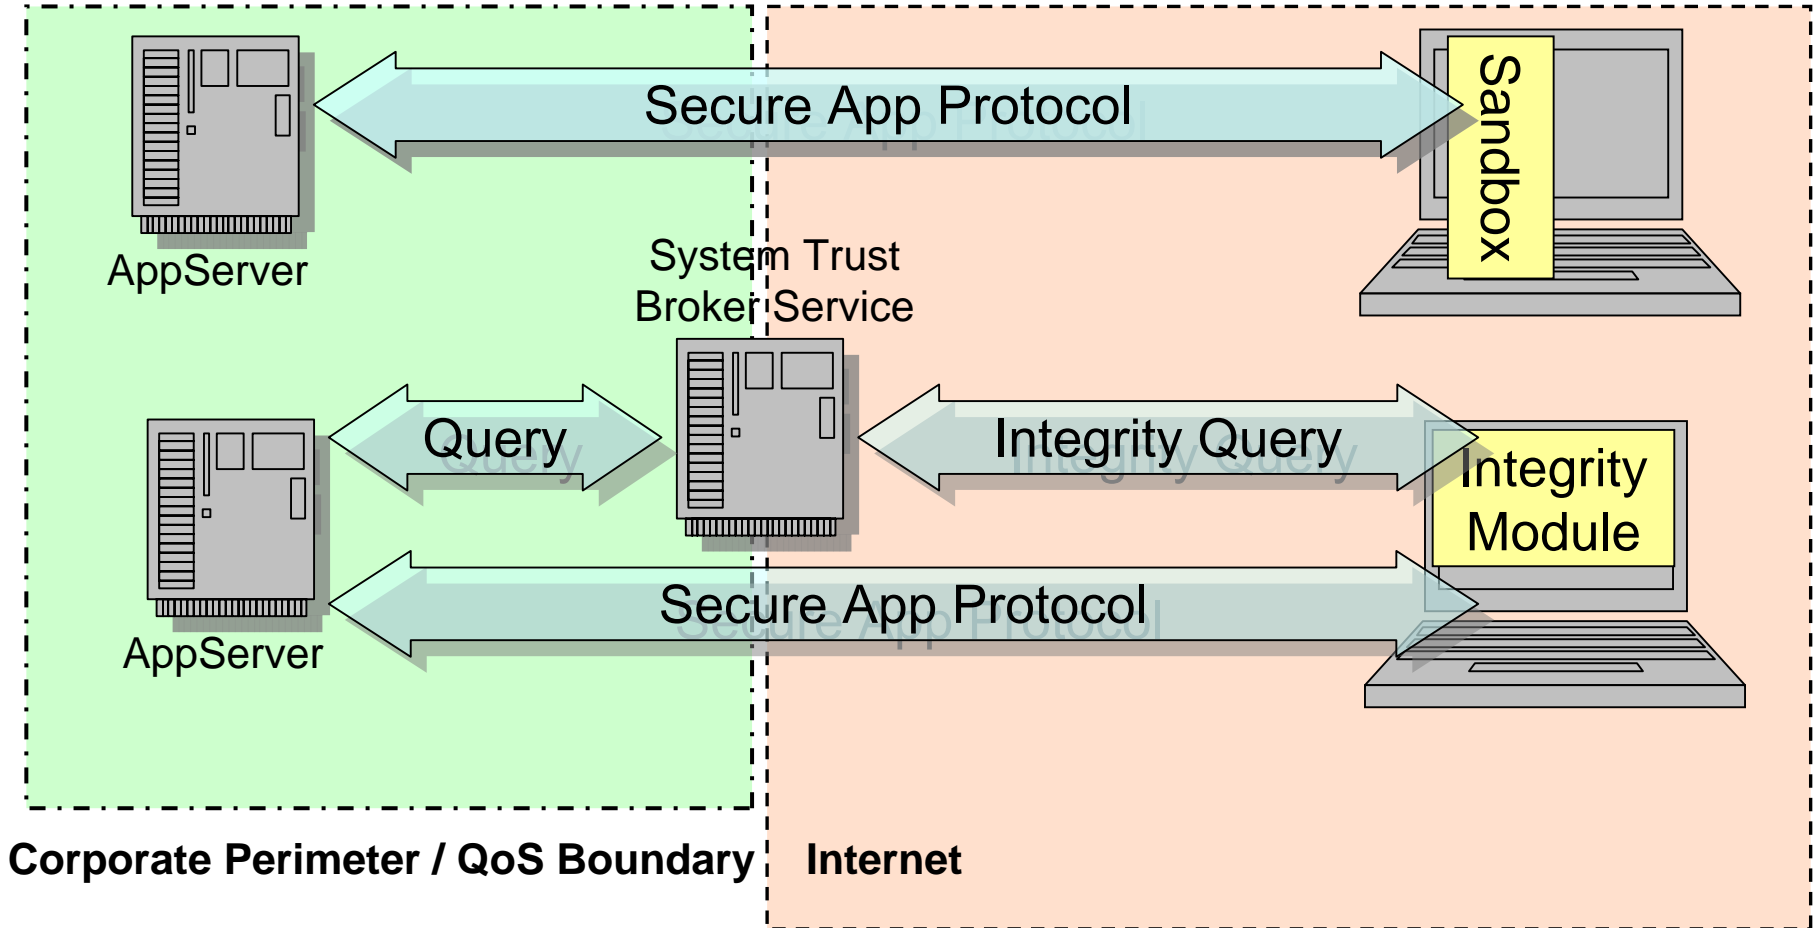 Secure App Protocol
Sandbox
AppServer
System Trust
Broker Service
Query
Integrity Query
Integrity
Module
Secure App Protocol
AppServer
Corporate Perimeter / QoS Boundary
Internet